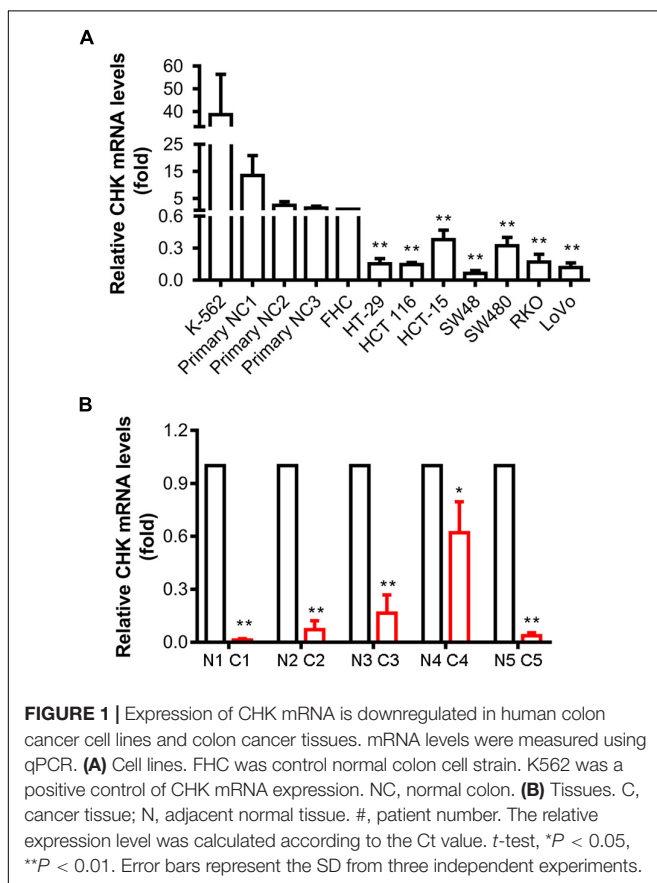 A
Relative CHK mRNA levels
(fold)
60
40
20
25
15
5
0.6
0.3
0.0
** ** ** ** ** ** **
K-562
Primary NC1
Primary NC2
Primary NC3
FHC
HT-29
HCT 116
HCT-15
SW48
SW480
RKO
LoVo
B
Relative CHK mRNA levels
(fold)
1.2
0.9
0.6
0.3
0.0
** ** ** * **
N1 C1 N2 C2 N3 C3 N4 C4 N5 C5
FIGURE 1 | Expression of CHK mRNA is downregulated in human colon
cancer cell lines and colon cancer tissues. mRNA levels were measured using
qPCR. (A) Cell lines. FHC was control normal colon cell strain. K562 was a
positive control of CHK mRNA expression. NC, normal colon. (B) Tissues. C,
cancer tissue; N, adjacent normal tissue. #, patient number. The relative
expression level was calculated according to the Ct value. t-test, *P < 0.05,
**P < 0.01. Error bars represent the SD from three independent experiments.